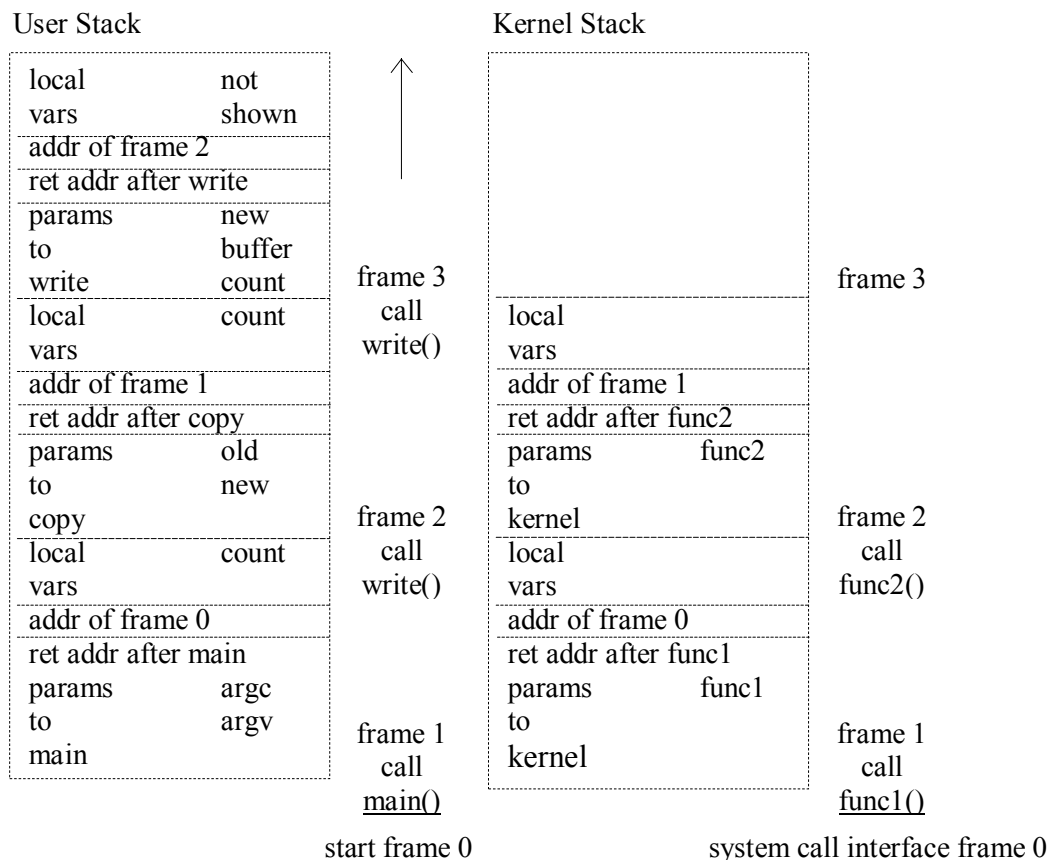 User Stack
local not
vars shown
addr of frame 2
ret addr after write
params new
to buffer
write count
local count
vars
addr of frame 1
ret addr after copy
params old
to new
copy
local count
vars
addr of frame 0
ret addr after main
params argc
to argv
main
frame 3
call
write()
frame 2
call
write()
frame 1
call
main()
start frame 0
Kernel Stack
local
vars
addr of frame 1
ret addr after func2
params func2
to
kernel
local
vars
addr of frame 0
ret addr after func1
params func1
to
kernel
frame 3
frame 2
call
func2()
frame 1
call
func1()
system call interface frame 0